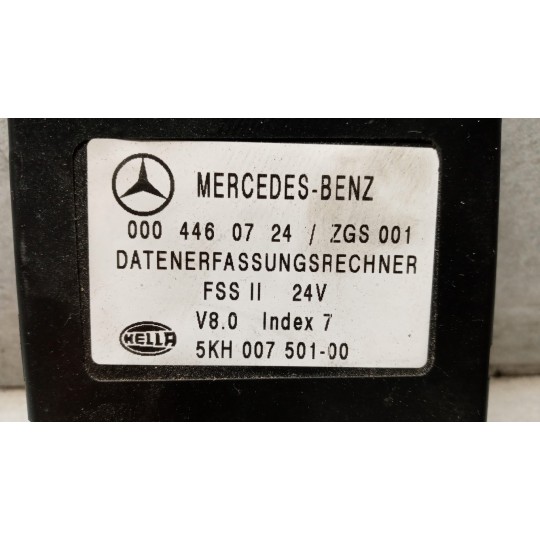 MERCEDES-BENZ
000 446 07 24 / ZGS 001
DATENERFASSUNGSRECHNER
FSS II 24V
V8.0 Index 7
HELLA 5KH 007 501-00